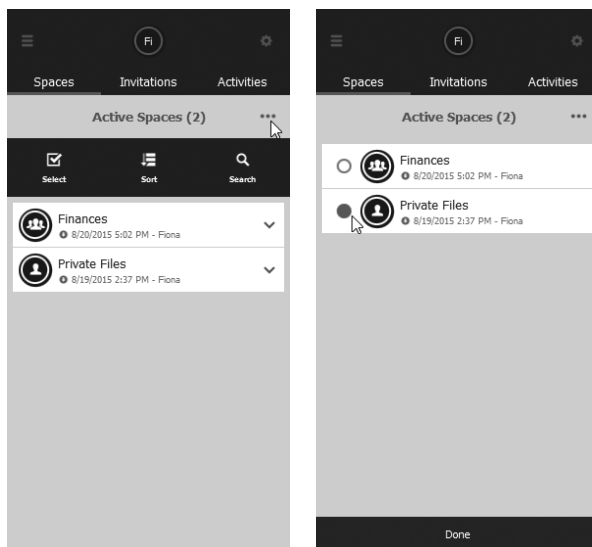 Fi
Spaces Invitations Activities
Active Spaces (2)
Select Sort Search
Finances
8/20/2015 5:02 PM - Fiona
Private Files
8/19/2015 2:37 PM - Fiona
Fi
Spaces Invitations Activities
Active Spaces (2)
Finances
8/20/2015 5:02 PM - Fiona
Private Files
8/19/2015 2:37 PM - Fiona
Done